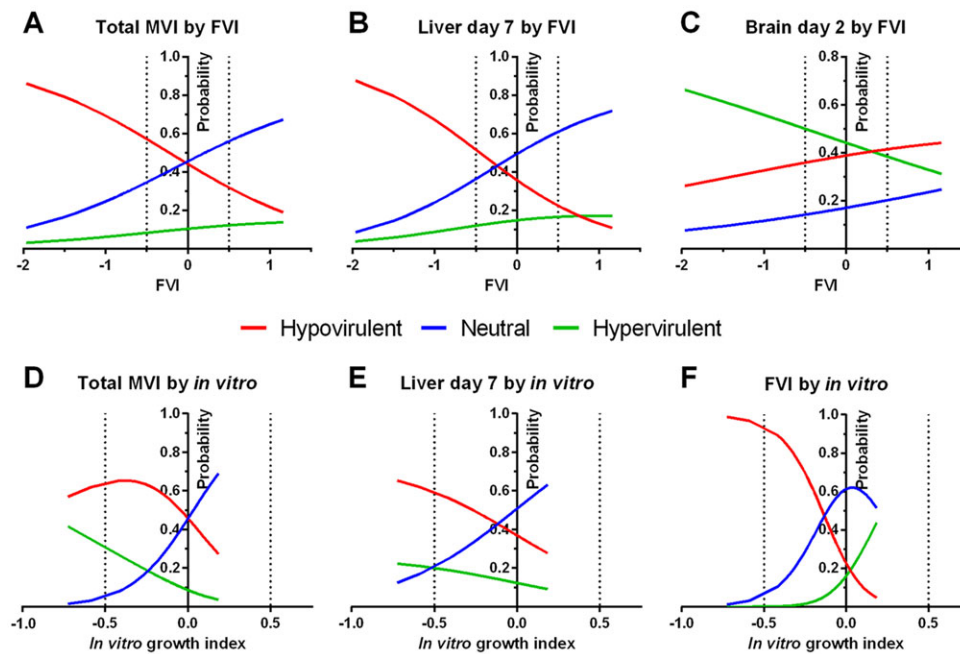 A Total MVI by FVI
1.0
0.8
0.6
0.4
0.2
Probability
-2 -1 0 1
FVI
B Liver day 7 by FVI
1.0
0.8
0.6
0.4
0.2
Probability
-2 -1 0 1
FVI
C Brain day 2 by FVI
0.8
0.6
0.4
0.2
Probability
-2 -1 0 1
FVI
Hypovirulent Neutral Hypervirulent
D Total MVI by in vitro
1.0
0.8
0.6
0.4
0.2
Probability
-1.0 -0.5 0.0 0.5
In vitro growth index
E Liver day 7 by in vitro
1.0
0.8
0.6
0.4
0.2
Probability
-1.0 -0.5 0.0 0.5
In vitro growth index
F FVI by in vitro
1.0
0.8
0.6
0.4
0.2
Probability
-1.0 -0.5 0.0 0.5
In vitro growth index